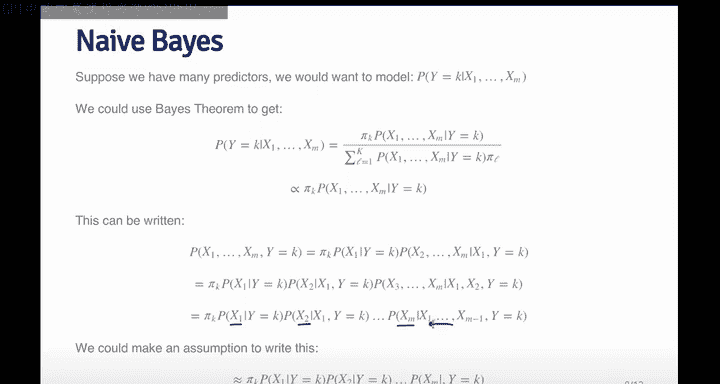 Naive Bayes
Suppose we have many predictors, we would want to model: P(Y = k|X₁, … , Xₘ)
We could use Bayes Theorem to get:
P(Y = k|X₁, … , Xₘ) = πₖP(X₁, … , Xₘ|Y = k) / ∑ᴷ_{ℓ=1} P(X₁, … , Xₘ|Y = k)π_ℓ
∝ πₖP(X₁, … , Xₘ|Y = k)
This can be written:
P(X₁, … , Xₘ, Y = k) = πₖP(X₁|Y = k)P(X₂, … , Xₘ|X₁, Y = k)
= πₖP(X₁|Y = k)P(X₂|X₁, Y = k)P(X₃, … , Xₘ|X₁, X₂, Y = k)
= πₖP(X₁|Y = k)P(X₂|X₁, Y = k) … P(Xₘ|X₁, … , Xₘ₋₁, Y = k)
We could make an assumption to write this:
≈ πₖP(X₁|Y = k)P(X₂|Y = k) … P(Xₘ|, Y = k)